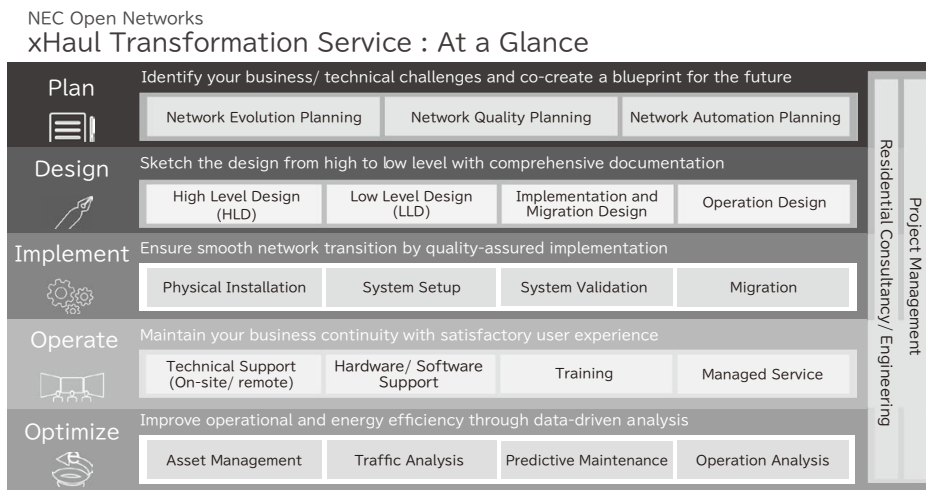 NEC Open Networks
xHaul Transformation Service : At a Glance
Plan
Identify your business/ technical challenges and co-create a blueprint for the future
Network Evolution Planning
Network Quality Planning
Network Automation Planning
Design
Sketch the design from high to low level with comprehensive documentation
High Level Design
(HLD)
Low Level Design
(LLD)
Implementation and
Migration Design
Operation Design
Implement
Ensure smooth network transition by quality-assured implementation
Physical Installation
System Setup
System Validation
Migration
Operate
Maintain your business continuity with satisfactory user experience
Technical Support
(On-site/ remote)
Hardware/ Software
Support
Training
Managed Service
Optimize
Improve operational and energy efficiency through data-driven analysis
Asset Management
Traffic Analysis
Predictive Maintenance
Operation Analysis
Residential Consultancy/ Engineering
Project Management